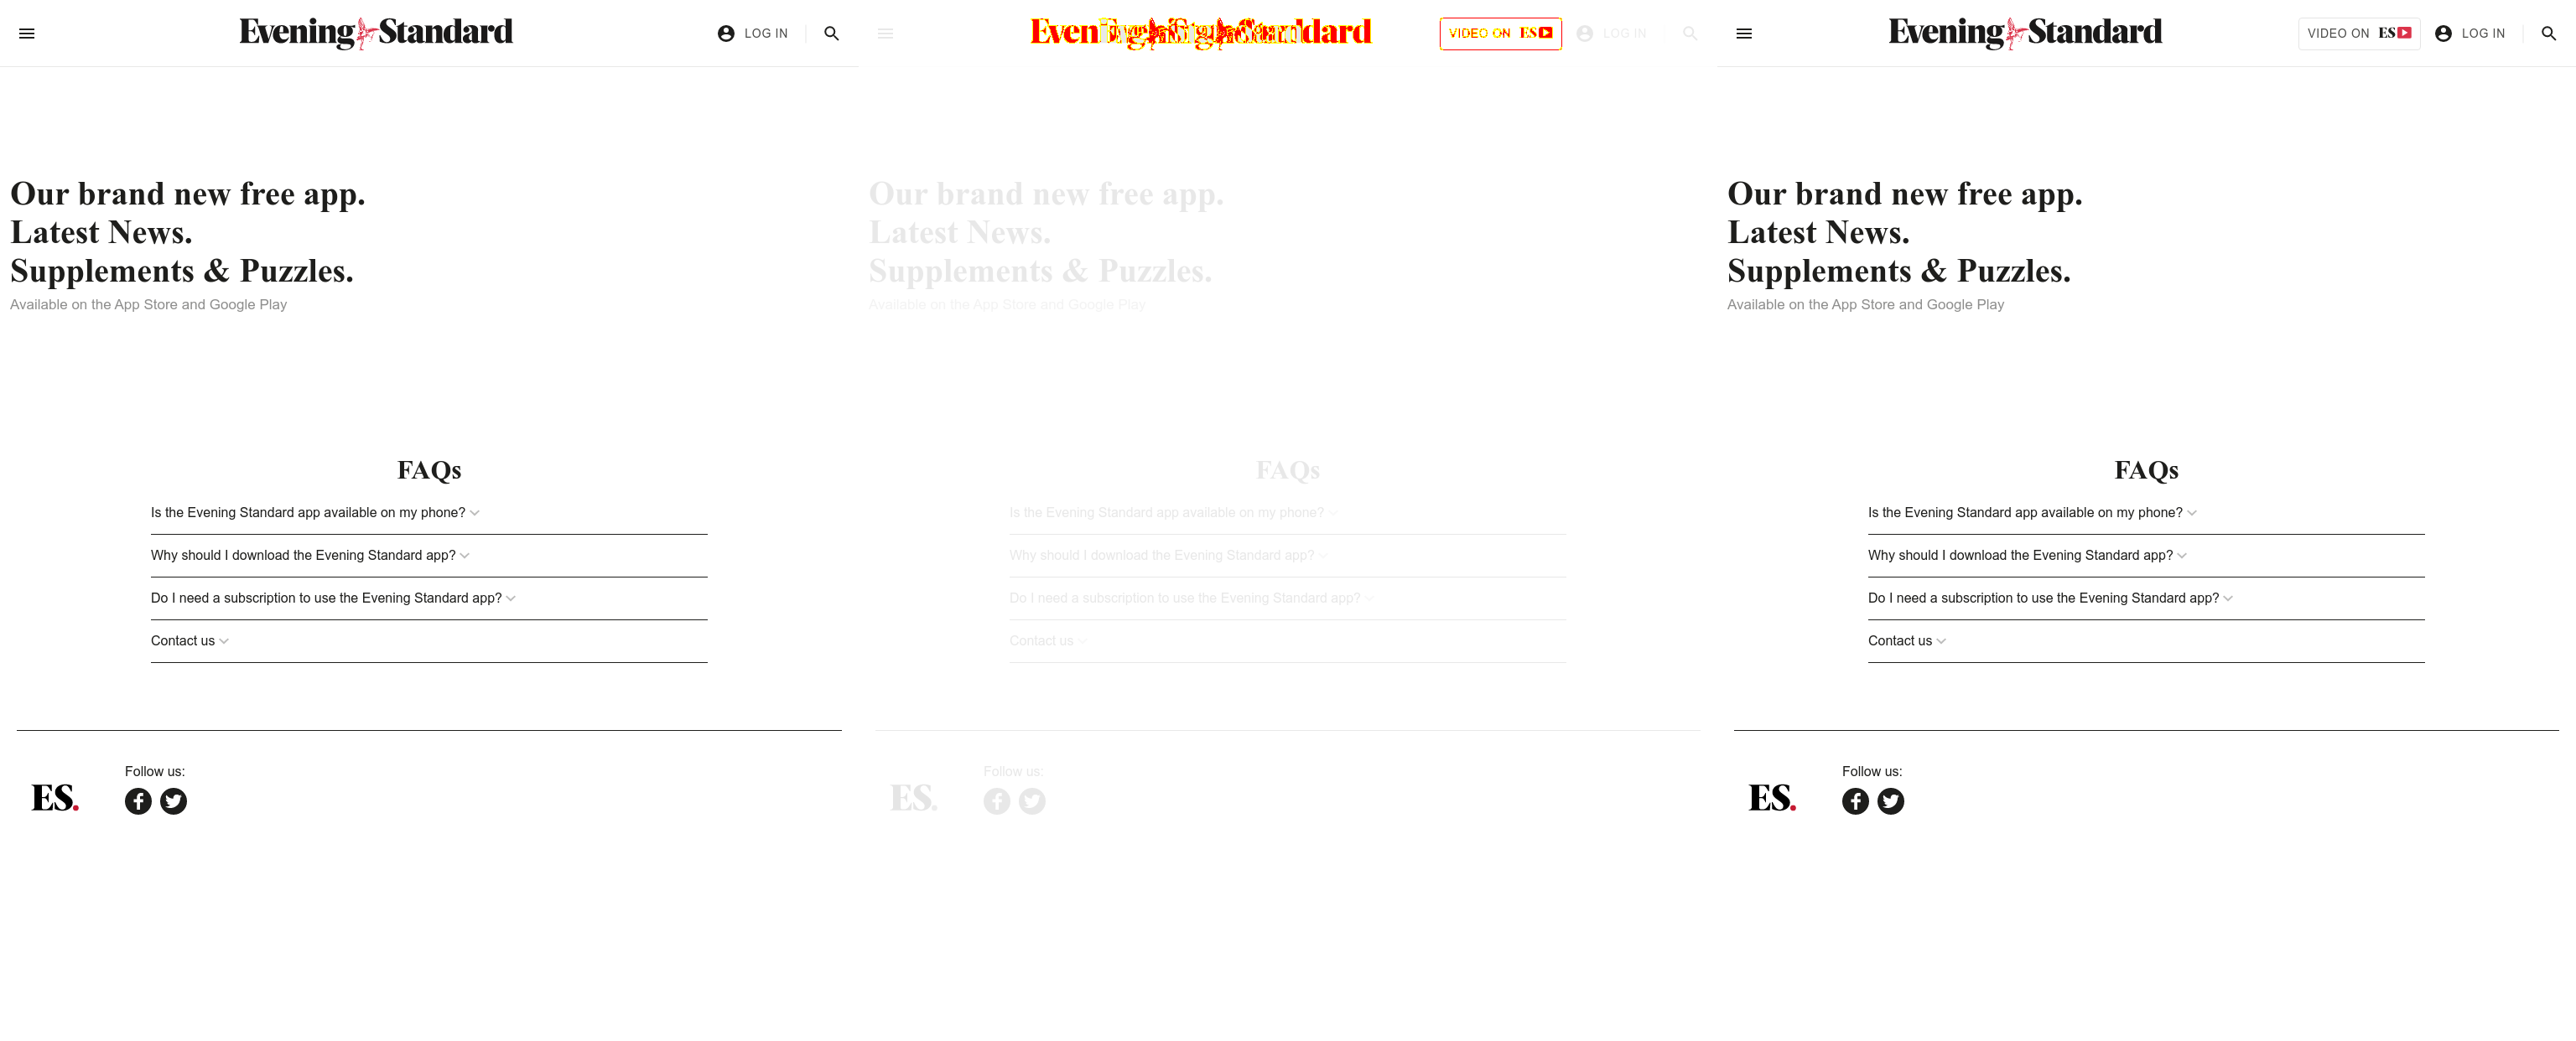 Evening Standard
LOG IN
Our brand new free app.
Latest News.
Supplements & Puzzles.
Available on the App Store and Google Play
FAQs
Is the Evening Standard app available on my phone?
Why should I download the Evening Standard app?
Do I need a subscription to use the Evening Standard app?
Contact us
Follow us:
ES.
VIDEO ON ES
LOG IN
Our brand new free app.
Latest News.
Supplements & Puzzles.
Available on the App Store and Google Play
FAQs
Is the Evening Standard app available on my phone?
Why should I download the Evening Standard app?
Do I need a subscription to use the Evening Standard app?
Contact us
Follow us:
ES.
Evening Standard
VIDEO ON ES
LOG IN
Our brand new free app.
Latest News.
Supplements & Puzzles.
Available on the App Store and Google Play
FAQs
Is the Evening Standard app available on my phone?
Why should I download the Evening Standard app?
Do I need a subscription to use the Evening Standard app?
Contact us
Follow us:
ES.